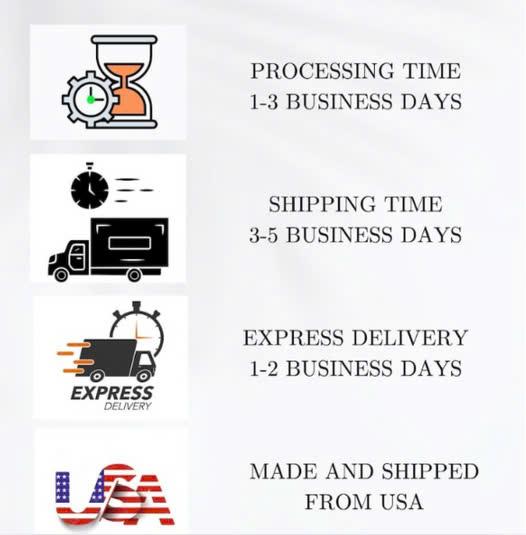 PROCESSING TIME
1-3 BUSINESS DAYS
SHIPPING TIME
3-5 BUSINESS DAYS
EXPRESS DELIVERY
1-2 BUSINESS DAYS
EXPRESS
DELIVERY
MADE AND SHIPPED
FROM USA
USA